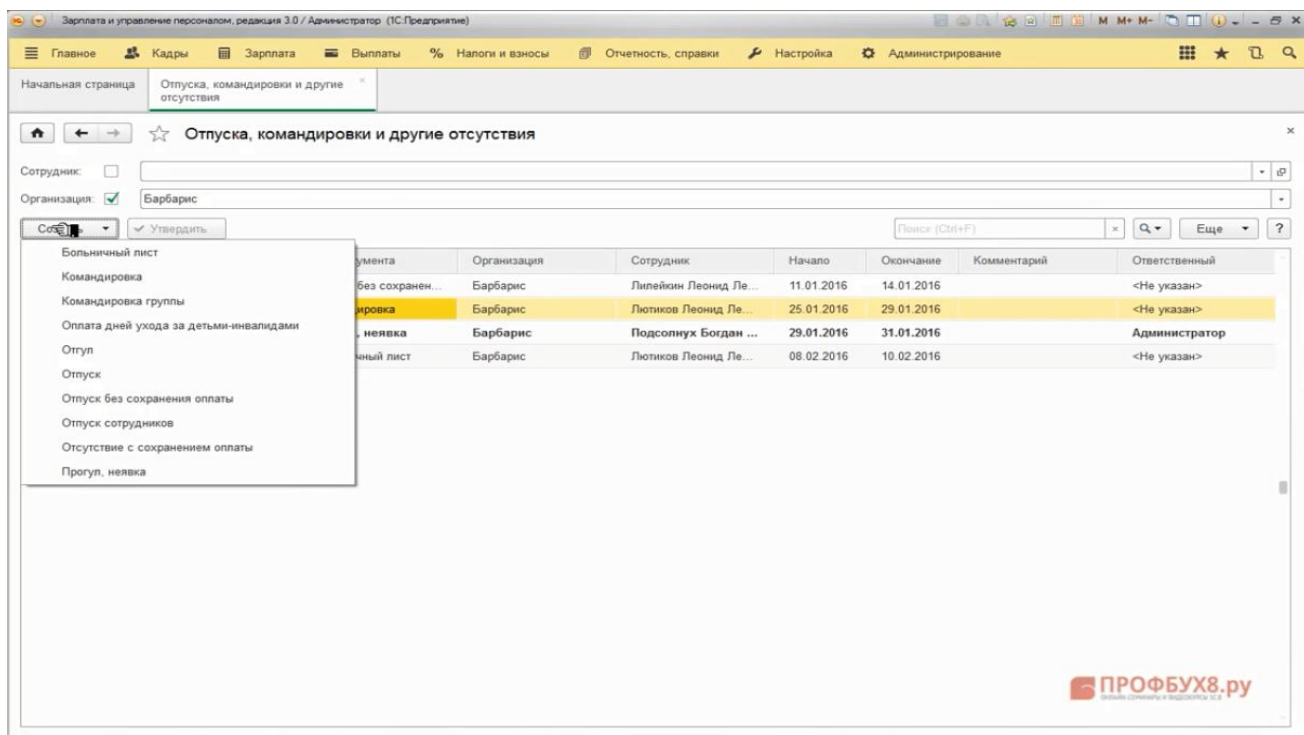 Зарплата и управление персоналом, редакция 3.0 / Администратор (1С:Предприятие) M M+ M-
Главное Кадры Зарплата Выплаты Налоги и взносы Отчетность, справки Настройка Администрирование
Начальная страница Отпуска, командировки и другие
отсутствия
Отпуска, командировки и другие отсутствия
Сотрудник:
Организация: Барбарис
Утвердить Поиск (Ctrl+F) Еще ?
Больничный лист
Командировка
Командировка группы
Оплата дней ухода за детьми-инвалидами
Отгул
Отпуск
Отпуск без сохранения оплаты
Отпуск сотрудников
Отсутствие с сохранением оплаты
Прогул, неявка
умента Организация Сотрудник Начало Окончание Комментарий Ответственный
без сохранен... Барбарис Лилейкин Леонид Ле... 11.01.2016 14.01.2016 <Не указан>
ировка Барбарис Лютиков Леонид Ле... 25.01.2016 29.01.2016 <Не указан>
, неявка Барбарис Подсолнух Богдан ... 29.01.2016 31.01.2016 Администратор
чный лист Барбарис Лютиков Леонид Ле... 08.02.2016 10.02.2016 <Не указан>
ПРОФБУХ8.ру